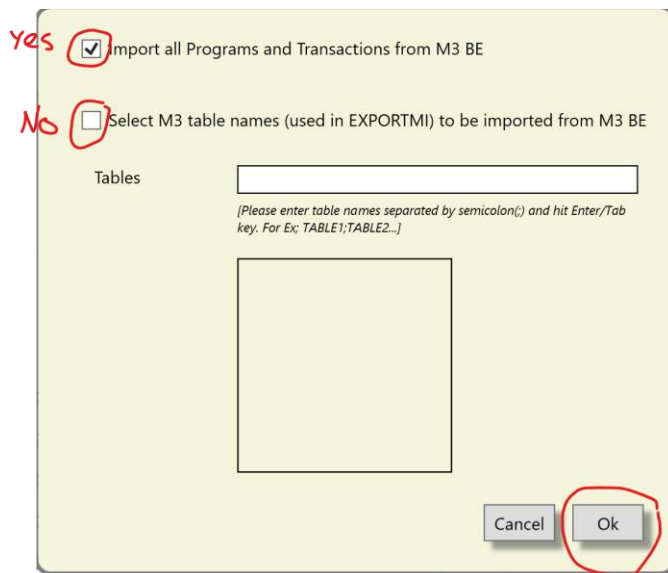 Yes
Import all Programs and Transactions from M3 BE
No
Select M3 table names (used in EXPORTMI) to be imported from M3 BE
Tables
[Please enter table names separated by semicolon(;) and hit Enter/Tab
key. For Ex; TABLE1;TABLE2...]
Cancel
Ok